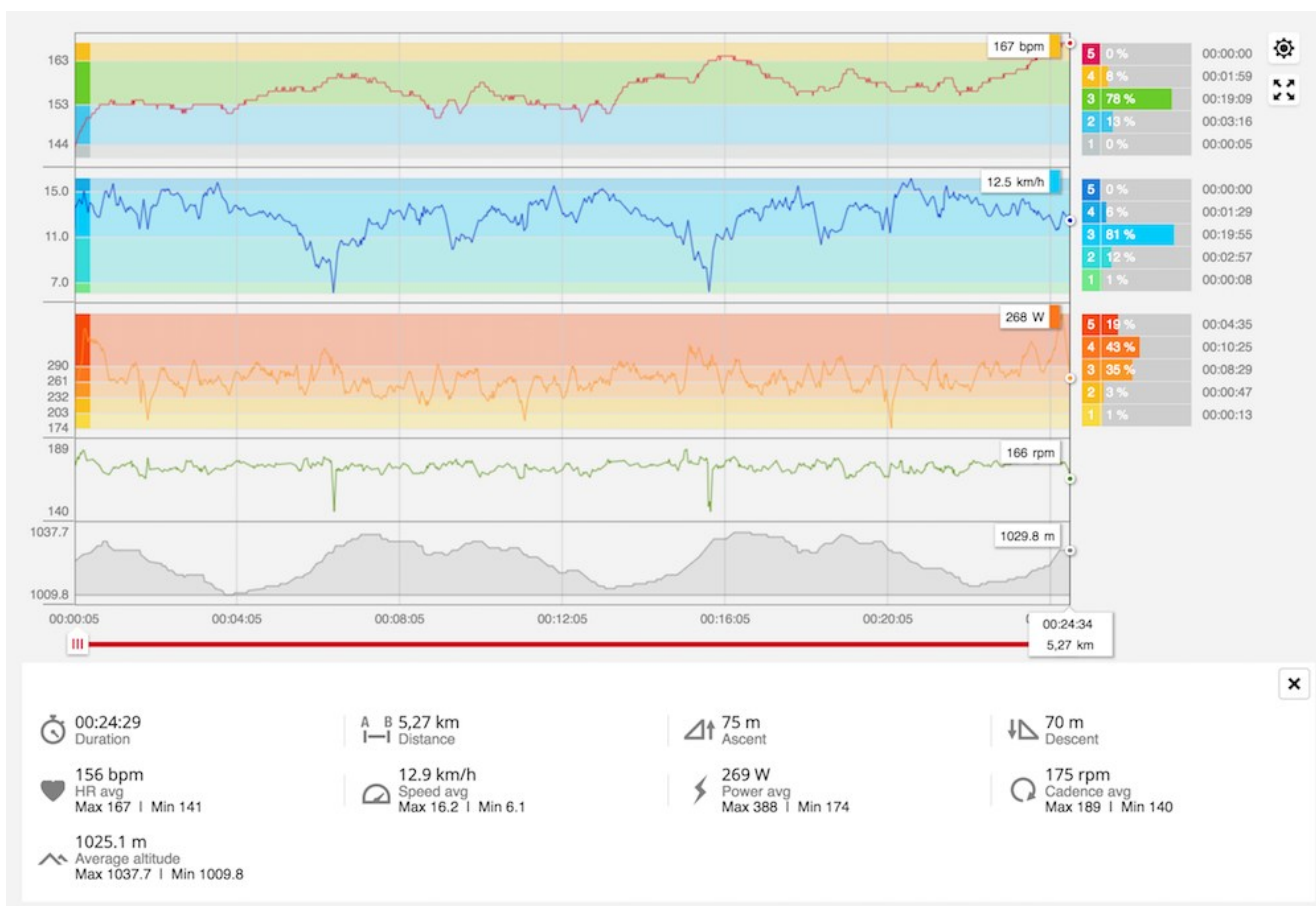 163
153
144
167 bpm
5 0 % 00:00:00
4 8 % 00:01:59
3 78 % 00:19:09
2 13 % 00:03:16
1 0 % 00:00:05
15.0
11.0
7.0
12.5 km/h
5 0 % 00:00:00
4 6 % 00:01:29
3 81 % 00:19:55
2 12 % 00:02:57
1 1 % 00:00:08
290
261
232
203
174
268 W
5 19 % 00:04:35
4 43 % 00:10:25
3 35 % 00:08:29
2 3 % 00:00:47
1 1 % 00:00:13
189
140
166 rpm
1037.7
1009.8
1029.8 m
00:00:05 00:04:05 00:08:05 00:12:05 00:16:05 00:20:05
00:24:34
5,27 km
00:24:29
Duration
A B 5,27 km
Distance
75 m
Ascent
70 m
Descent
156 bpm
HR avg
Max 167 | Min 141
12.9 km/h
Speed avg
Max 16.2 | Min 6.1
269 W
Power avg
Max 388 | Min 174
175 rpm
Cadence avg
Max 189 | Min 140
1025.1 m
Average altitude
Max 1037.7 | Min 1009.8